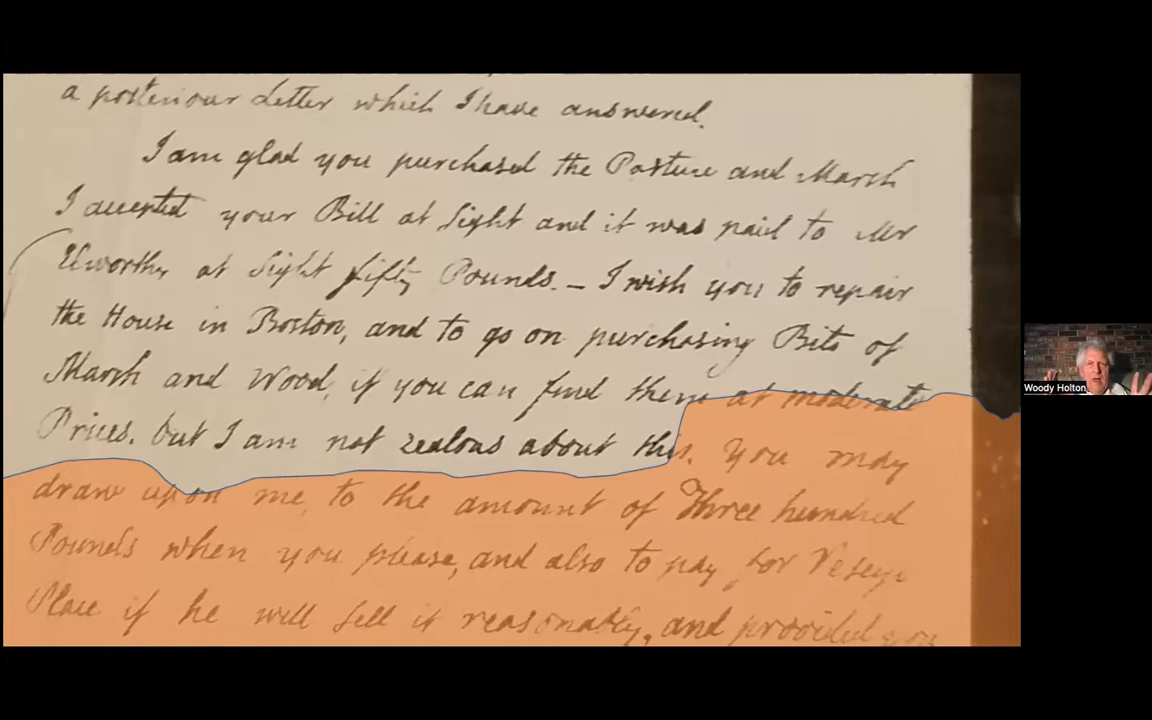 a posteriour Letter which I have answered.
I am glad you purchased the Pasture and Marsh
I accepted your Bill at Sight and it was paid to Mr
Elworthy at Sight fifty Pounds. – I wish you to repair
the House in Boston, and to go on purchasing Bits of
Marsh and Wood, if you can find them at moderate
Prices. but I am not zealous about this. You may
draw upon me, to the amount of Three hundred
Pounds when you please, and also to pay for Veseys
Place if he will sell it reasonably, and provided you
Woody Holton